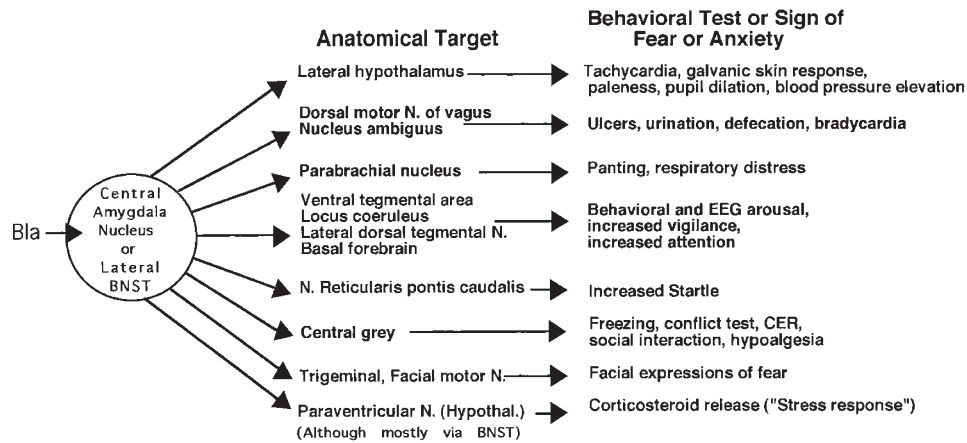 Anatomical Target
Behavioral Test or Sign of
Fear or Anxiety
Bla
Central
Amygdala
Nucleus
or
Lateral
BNST
Lateral hypothalamus
Tachycardia, galvanic skin response,
paleness, pupil dilation, blood pressure elevation
Dorsal motor N. of vagus
Nucleus ambiguus
Ulcers, urination, defecation, bradycardia
Parabrachial nucleus
Panting, respiratory distress
Ventral tegmental area
Locus coeruleus
Lateral dorsal tegmental N.
Basal forebrain
Behavioral and EEG arousal,
increased vigilance,
increased attention
N. Reticularis pontis caudalis
Increased Startle
Central grey
Freezing, conflict test, CER,
social interaction, hypoalgesia
Trigeminal, Facial motor N.
Facial expressions of fear
Paraventricular N. (Hypothal.)
(Although mostly via BNST)
Corticosteroid release ("Stress response")